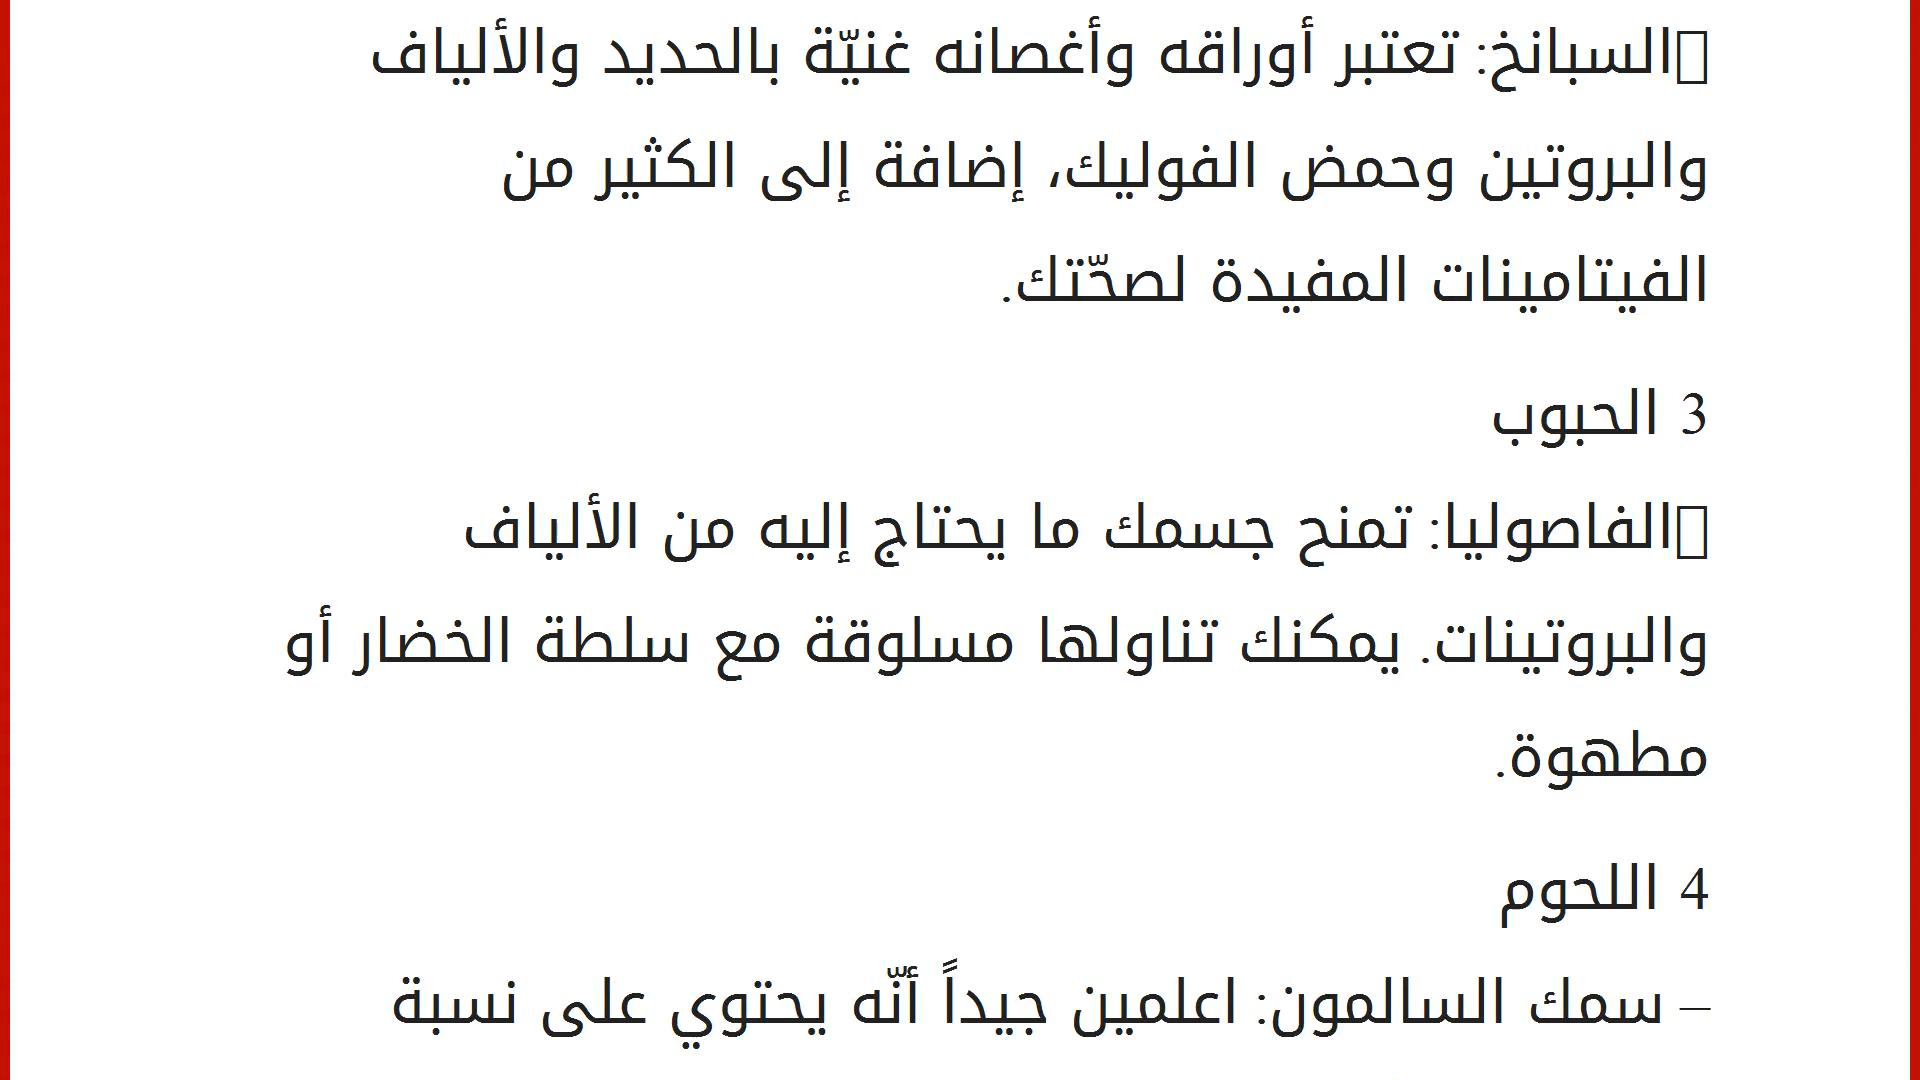 السبانخ: تعتبر أوراقه وأغصانه غنيّة بالحديد والألياف
والبروتين وحمض الفوليك، إضافة إلى الكثير من
الفيتامينات المفيدة لصحّتك.
3 الحبوب
الفاصوليا: تمنح جسمك ما يحتاج إليه من الألياف
والبروتينات. يمكنك تناولها مسلوقة مع سلطة الخضار أو
مطهوة.
4 اللحوم
– سمك السالمون: اعلمين جيداً أنّه يحتوي على نسبة